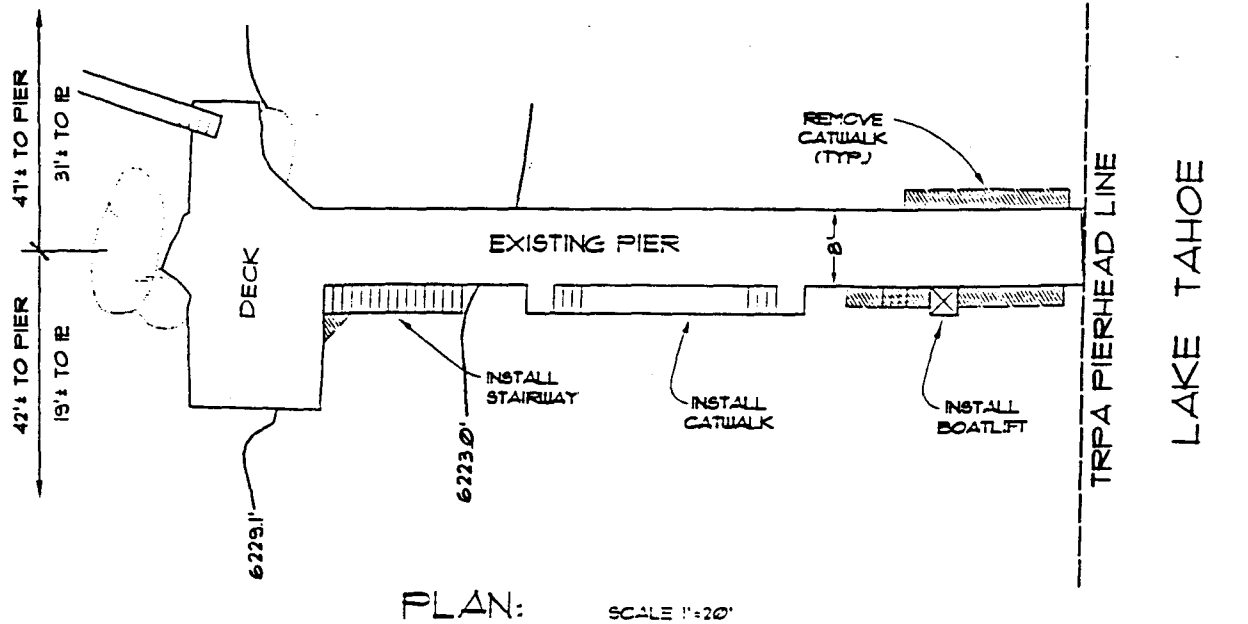 REMOVE
CATWALK
(TYP.)
EXISTING PIER
8'
DECK
INSTALL
STAIRWAY
INSTALL
CATWALK
INSTALL
BOATLIFT
6223.0'
6229.1'
47'± TO PIER
31'± TO PL
42'± TO PIER
19'± TO PL
TRPA PIERHEAD LINE
LAKE TAHOE
PLAN:
SCALE 1"=20'